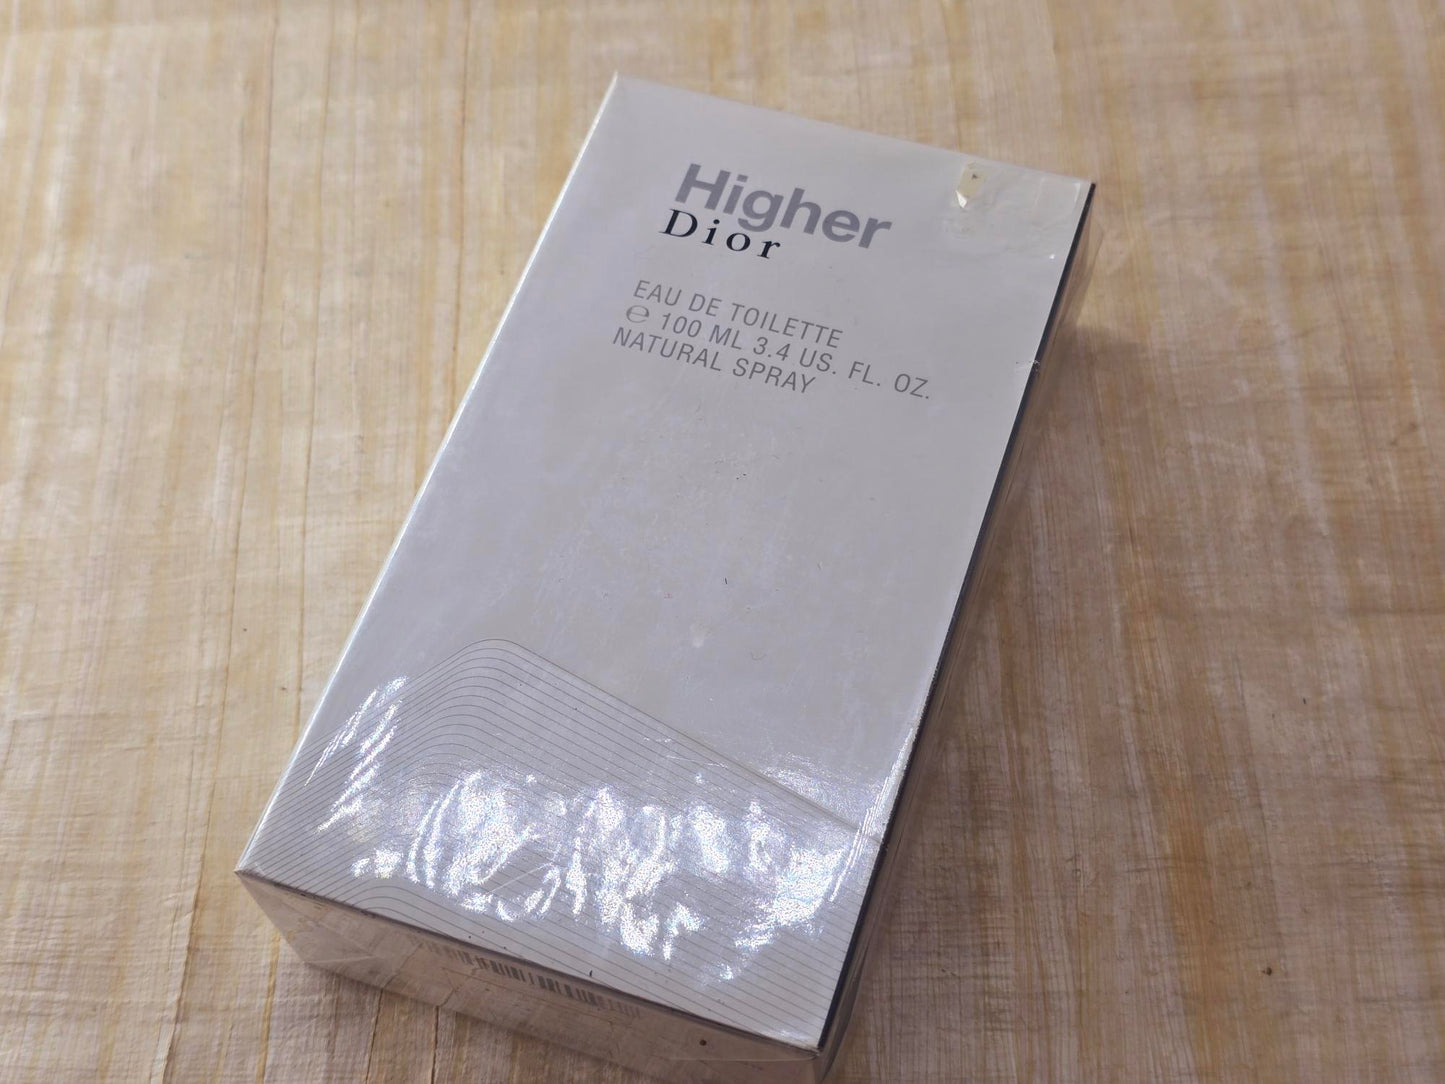 Higher
Dior
EAU DE TOILETTE
℮ 100 ML 3.4 US. FL. OZ.
NATURAL SPRAY